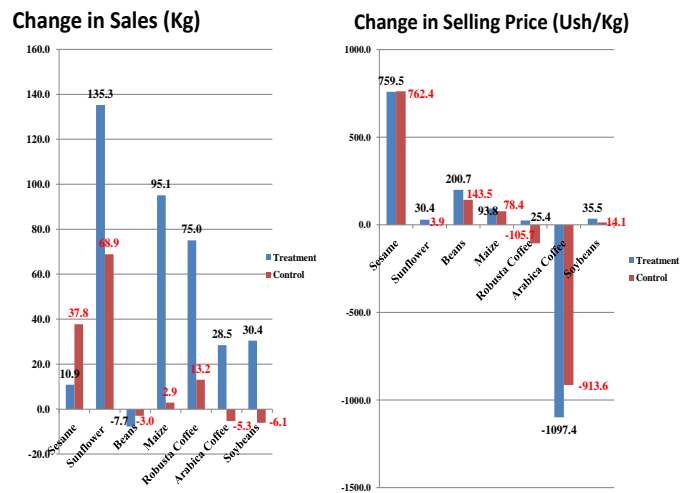 Change in Sales (Kg)
160.0
140.0
120.0
100.0
80.0
60.0
40.0
20.0
0.0
-20.0
10.9
37.8
135.3
68.9
-7.7
-3.0
95.1
2.9
75.0
13.2
28.5
-5.3
30.4
-6.1
Sesame
Sunflower
Beans
Maize
Robusta Coffee
Arabica Coffee
Soybeans
Treatment
Control
Change in Selling Price (Ush/Kg)
1000.0
500.0
0.0
-500.0
-1000.0
-1500.0
759.5
762.4
30.4
3.9
200.7
143.5
93.8
78.4
25.4
-105.7
-1097.4
-913.6
35.5
14.1
Sesame
Sunflower
Beans
Maize
Robusta Coffee
Arabica Coffee
Soybeans
Treatment
Control